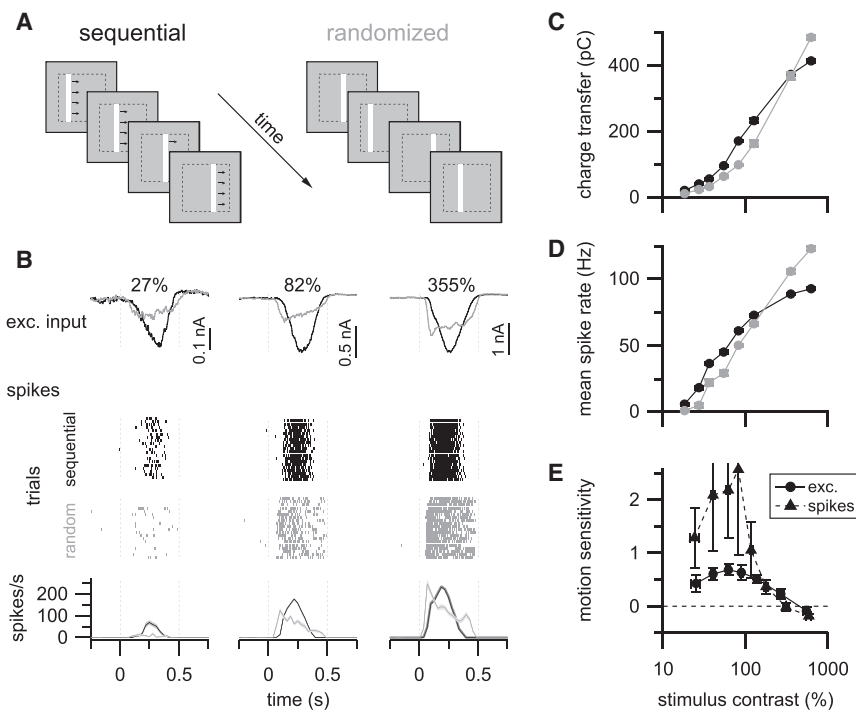 A
sequential
randomized
time
B
27%
82%
355%
exc. input
0.1 nA
0.5 nA
1 nA
spikes
trials
sequential
random
spikes/s
200
100
0
0
0.5
0
0.5
0
0.5
time (s)
C
charge transfer (pC)
400
200
0
D
mean spike rate (Hz)
100
50
0
E
motion sensitivity
2
1
0
exc.
spikes
10
100
1000
stimulus contrast (%)